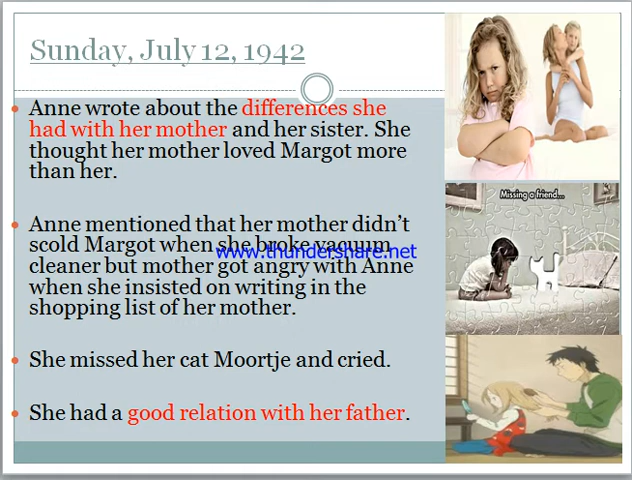 Sunday, July 12, 1942
Anne wrote about the differences she
had with her mother and her sister. She
thought her mother loved Margot more
than her.
Anne mentioned that her mother didn't
scold Margot when she broke vacuum
www.thundershare.net
cleaner but mother got angry with Anne
when she insisted on writing in the
shopping list of her mother.
She missed her cat Moortje and cried.
She had a good relation with her father.
Missing a friend...